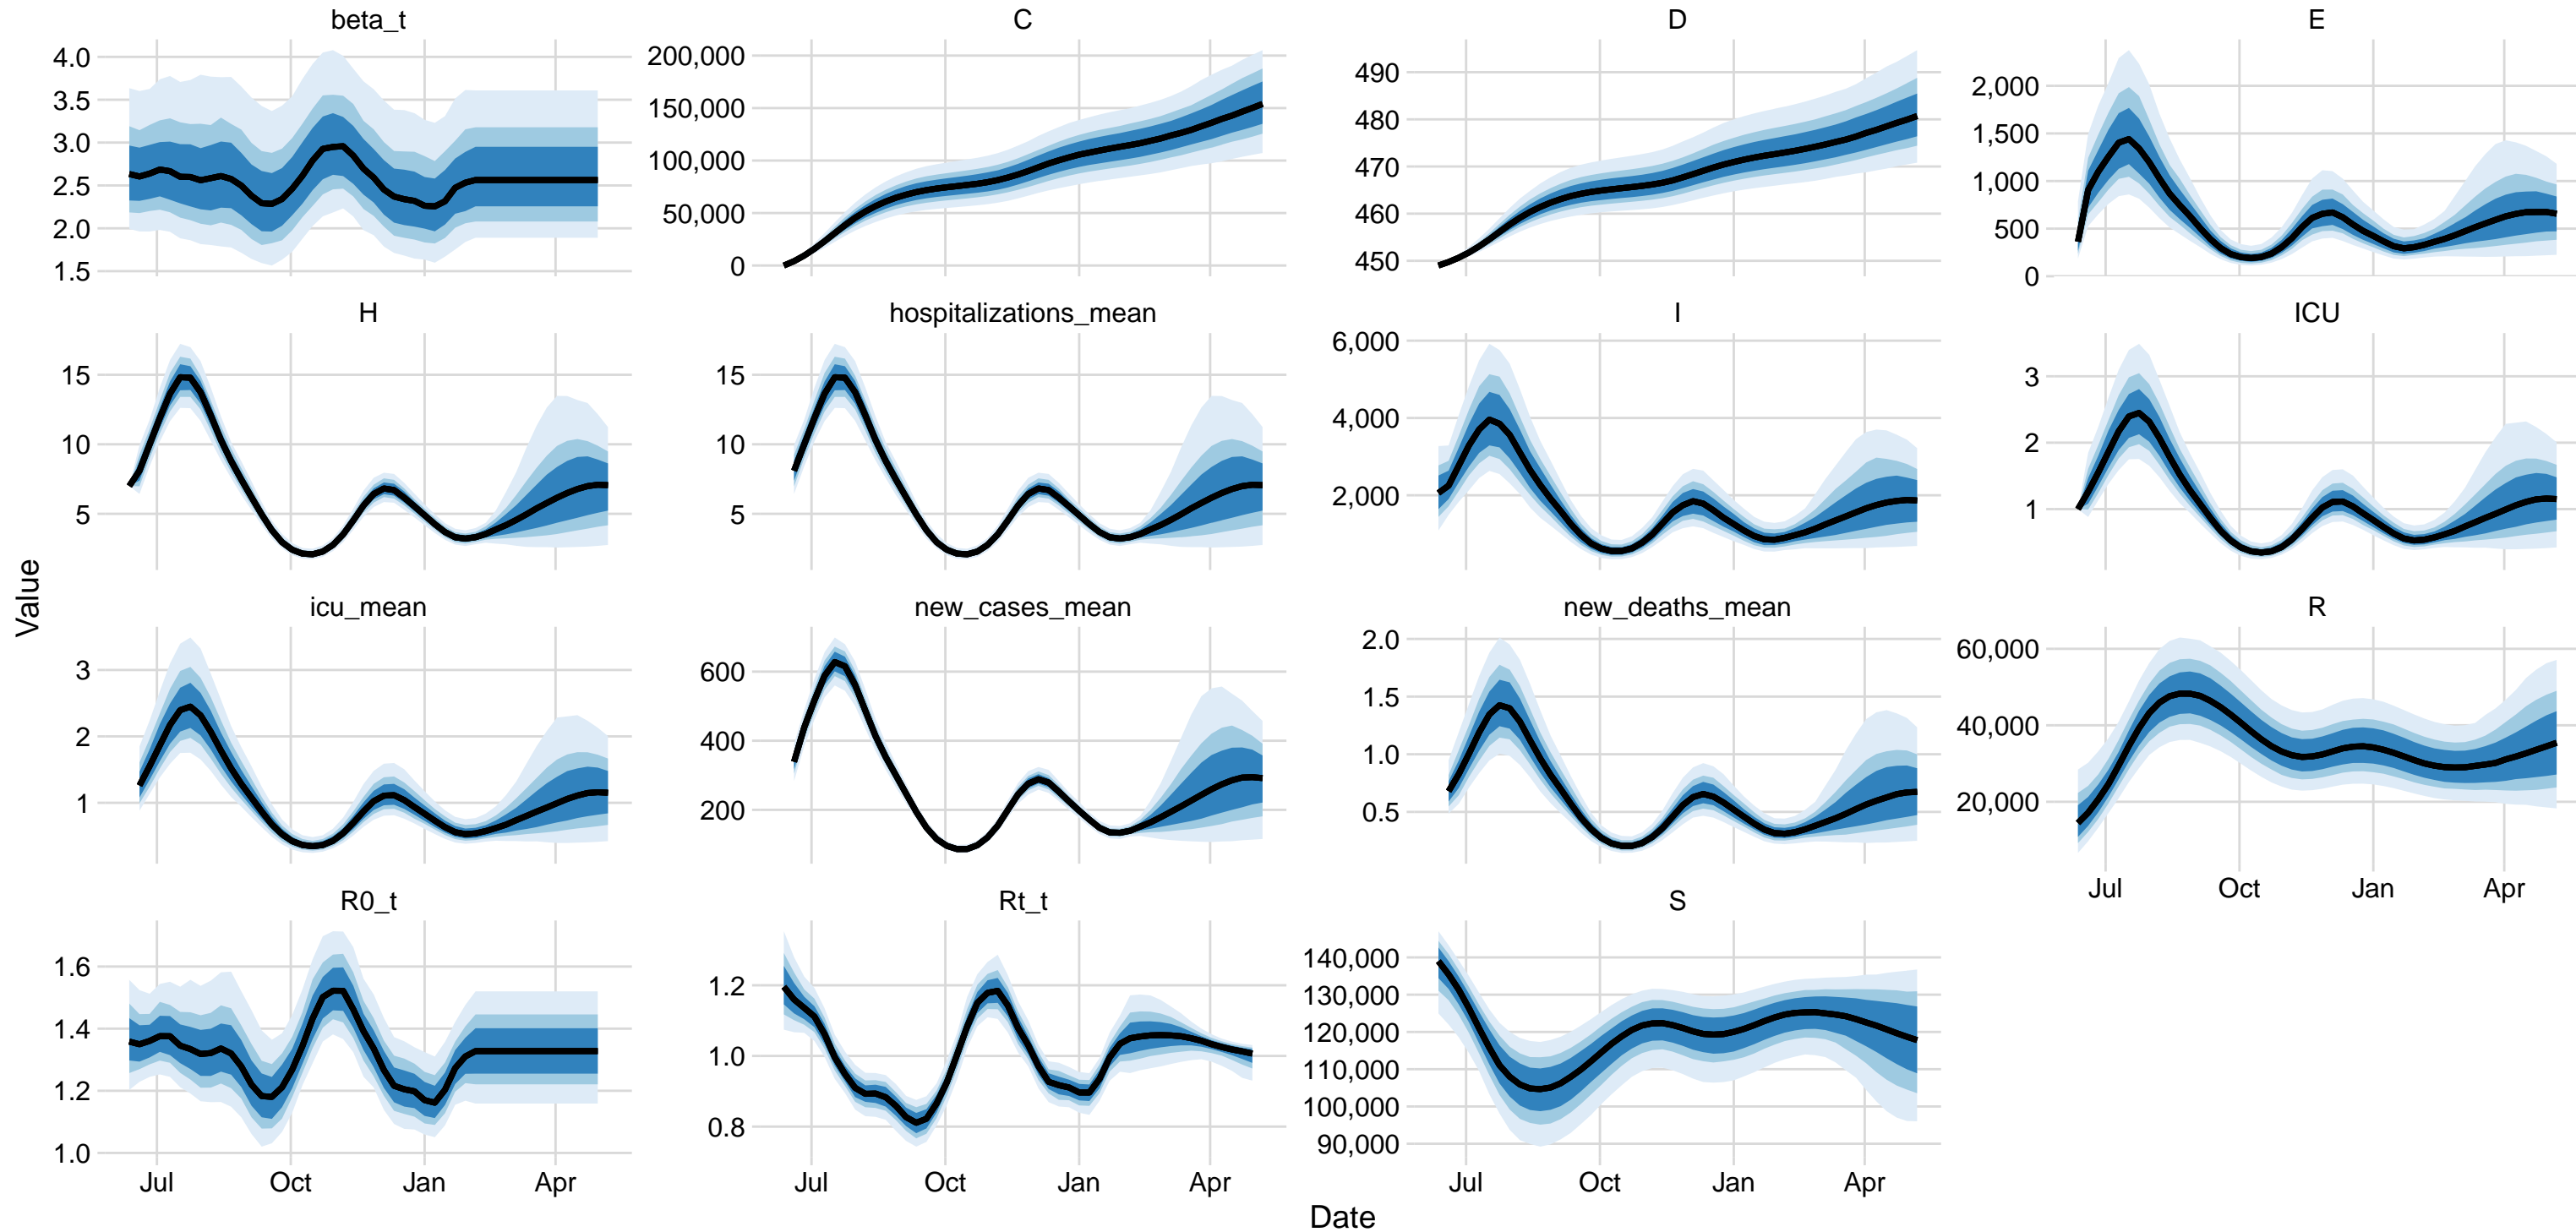 beta_t
C
D
E
4.0
3.5
3.0
2.5
2.0
1.5
200,000
150,000
100,000
50,000
0
490
480
470
460
450
2,000
1,500
1,000
500
0
H
hospitalizations_mean
I
ICU
15
10
5
15
10
5
6,000
4,000
2,000
3
2
1
Value
icu_mean
new_cases_mean
new_deaths_mean
R
3
2
1
600
400
200
2.0
1.5
1.0
0.5
60,000
40,000
20,000
Jul Oct Jan Apr
R0_t
Rt_t
S
1.6
1.4
1.2
1.0
1.2
1.0
0.8
140,000
130,000
120,000
110,000
100,000
90,000
Jul Oct Jan Apr
Jul Oct Jan Apr
Jul Oct Jan Apr
Date